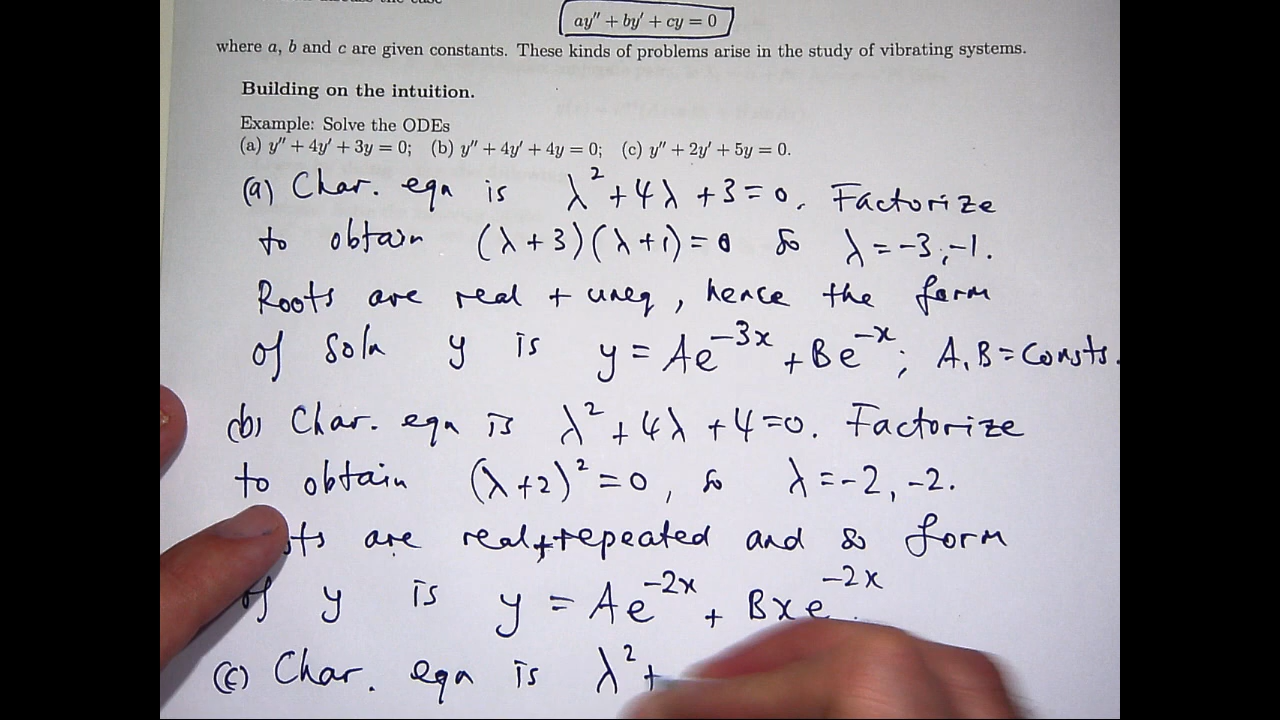 ay″ + by′ + cy = 0
where a, b and c are given constants. These kinds of problems arise in the study of vibrating systems.
Building on the intuition.
Example: Solve the ODEs
(a) y″ + 4y′ + 3y = 0; (b) y″ + 4y′ + 4y = 0; (c) y″ + 2y′ + 5y = 0.
(a) Char. eqn is λ² + 4λ + 3 = 0. Factorize
to obtain (λ + 3)(λ + 1) = 0 so λ = -3, -1.
Roots are real + uneq, hence the form
of soln y is y = Ae^{-3x} + Be^{-x}; A, B = consts.
(b) Char. eqn is λ² + 4λ + 4 = 0. Factorize
to obtain (λ + 2)² = 0, so λ = -2, -2.
are real + repeated and so form
of y is y = Ae^{-2x} + Bxe^{-2x}.
(c) Char. eqn is λ² +